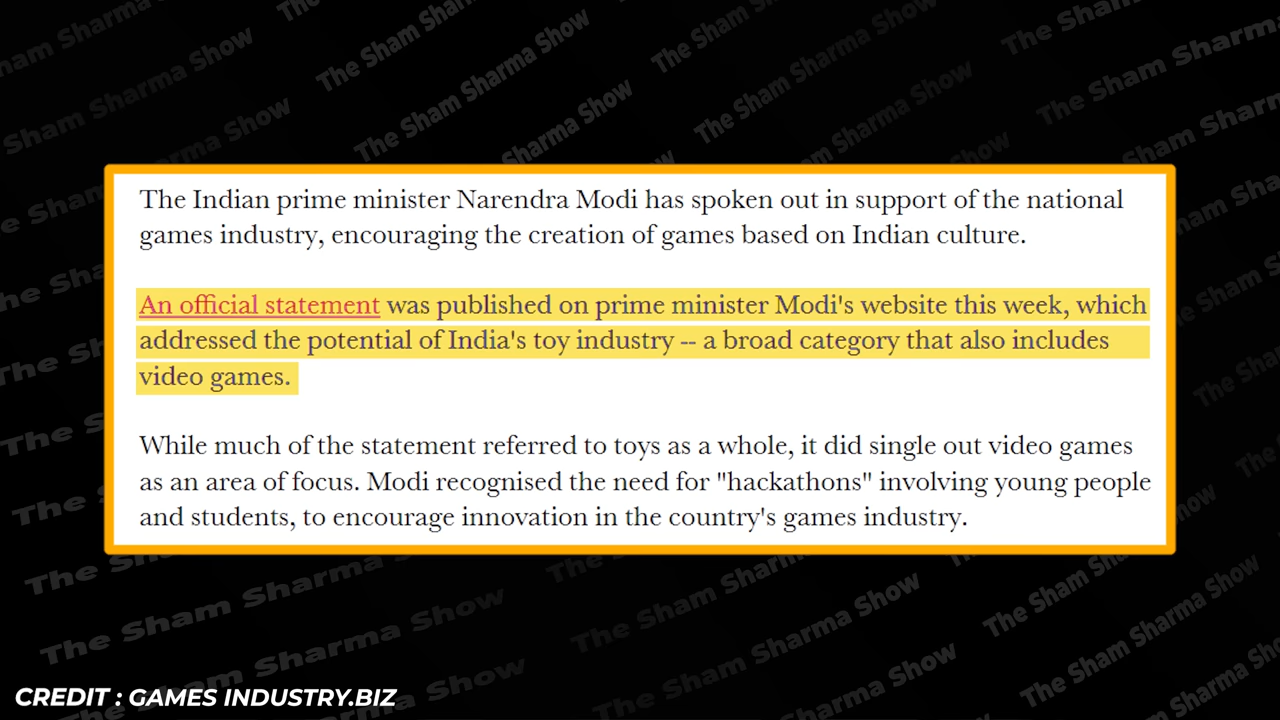 The Indian prime minister Narendra Modi has spoken out in support of the national
games industry, encouraging the creation of games based on Indian culture.
An official statement was published on prime minister Modi's website this week, which
addressed the potential of India's toy industry -- a broad category that also includes
video games.
While much of the statement referred to toys as a whole, it did single out video games
as an area of focus. Modi recognised the need for "hackathons" involving young people
and students, to encourage innovation in the country's games industry.
The Sham Sharma Show
CREDIT : GAMES INDUSTRY.BIZ